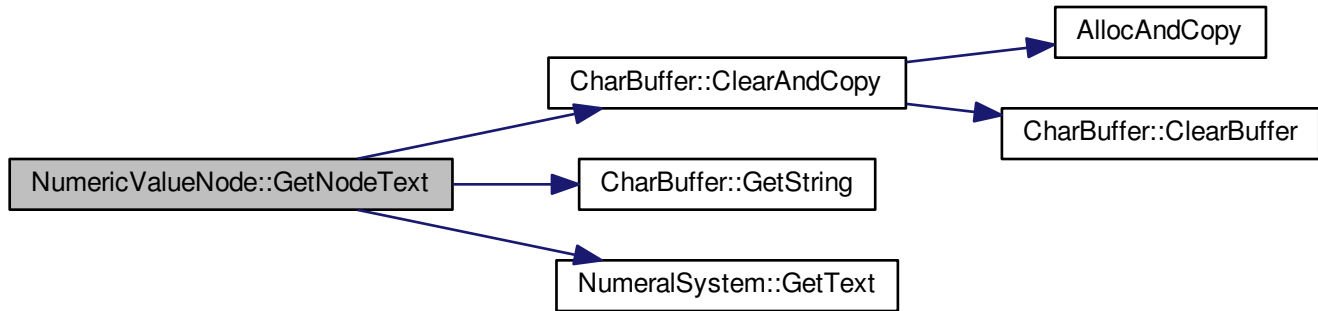 AllocAndCopy
CharBuffer::ClearAndCopy
CharBuffer::ClearBuffer
NumericValueNode::GetNodeText
CharBuffer::GetString
NumeralSystem::GetText